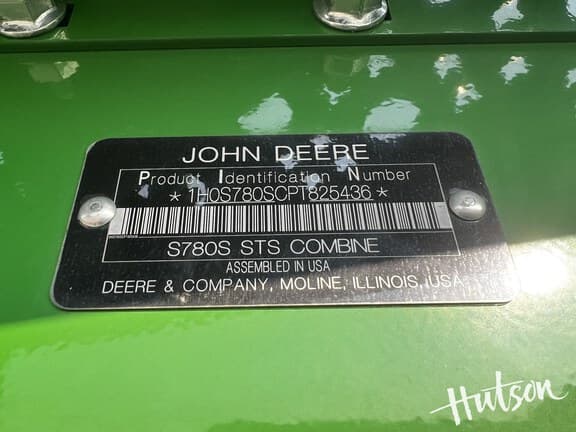 JOHN DEERE
Product Identification Number
* 1H0S780SCPT825436 *
S780S STS COMBINE
ASSEMBLED IN USA
DEERE & COMPANY, MOLINE, ILLINOIS, USA
Hutson